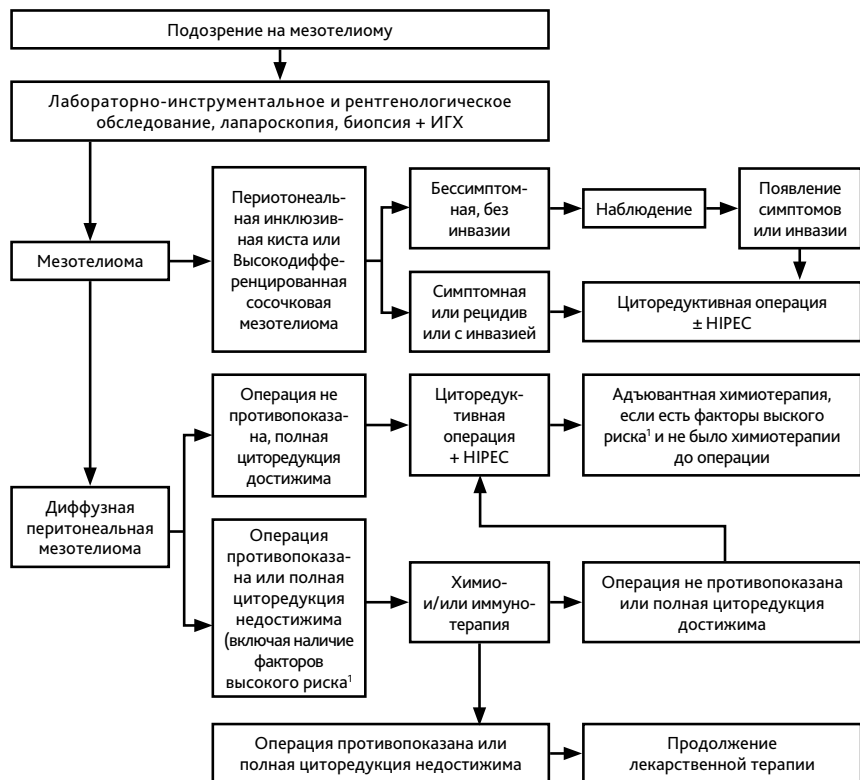 Подозрение на мезотелиому
Лабораторно-инструментальное и рентгенологическое
обследование, лапароскопия, биопсия + ИГХ
Мезотелиома
Периотонеаль-
ная инклюзив-
ная киста или
Высокодиффе-
ренцированная
сосочковая
мезотелиома
Бессимптом-
ная, без
инвазии
Наблюдение
Появление
симптомов
или инвазии
Симптомная
или рецидив
или с инвазией
Циторедуктивная операция
± HIPEC
Диффузная
перитонеальная
мезотелиома
Операция не
противопоказа-
на, полная
циторедукция
достижима
Циторедук-
тивная
операция
+ HIPEC
Адъювантная химиотерапия,
если есть факторы выского
риска¹ и не было химиотерапии
до операции
Операция
противопоказа-
на или полная
циторедукция
недостижима
(включая наличие
факторов
высокого риска¹
Химио-
и/или иммуно-
терапия
Операция не противопоказана
или полная циторедукция
достижима
Операция противопоказана или
полная циторедукция недостижима
Продолжение
лекарственной терапии